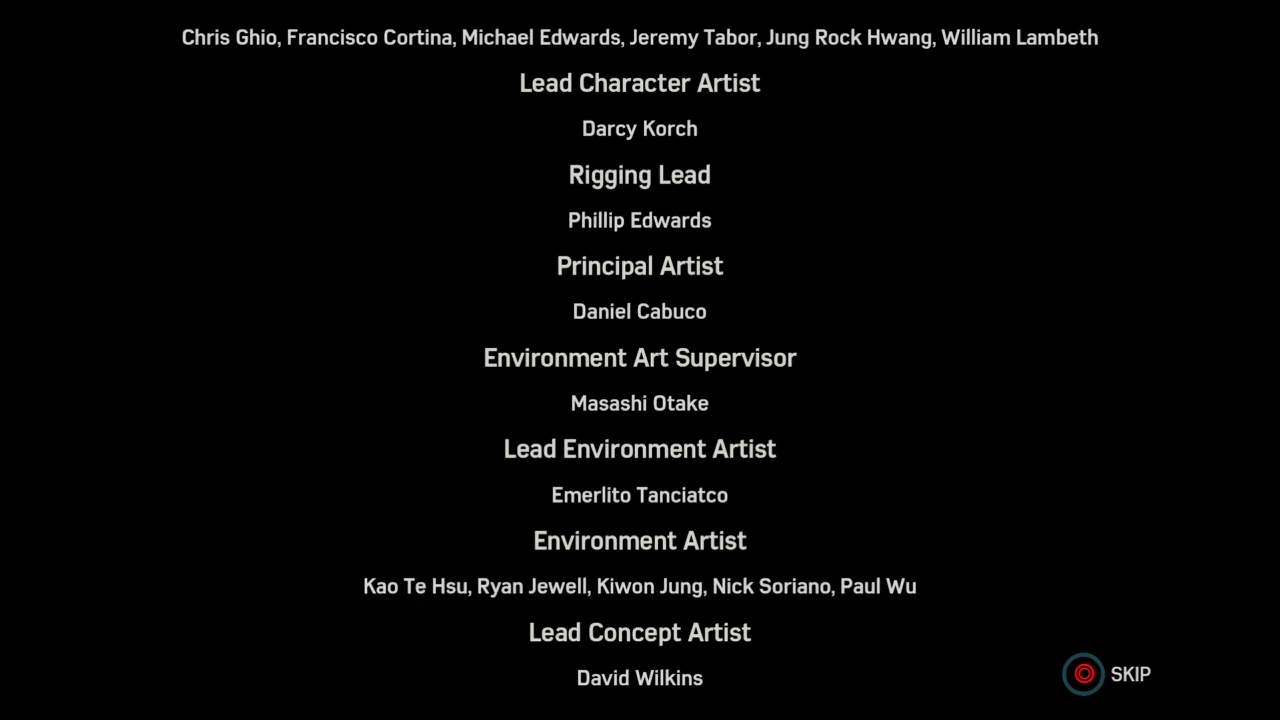 Chris Ghio, Francisco Cortina, Michael Edwards, Jeremy Tabor, Jung Rock Hwang, William Lambeth
Lead Character Artist
Darcy Korch
Rigging Lead
Phillip Edwards
Principal Artist
Daniel Cabuco
Environment Art Supervisor
Masashi Otake
Lead Environment Artist
Emerlito Tanciatco
Environment Artist
Kao Te Hsu, Ryan Jewell, Kiwon Jung, Nick Soriano, Paul Wu
Lead Concept Artist
David Wilkins
SKIP